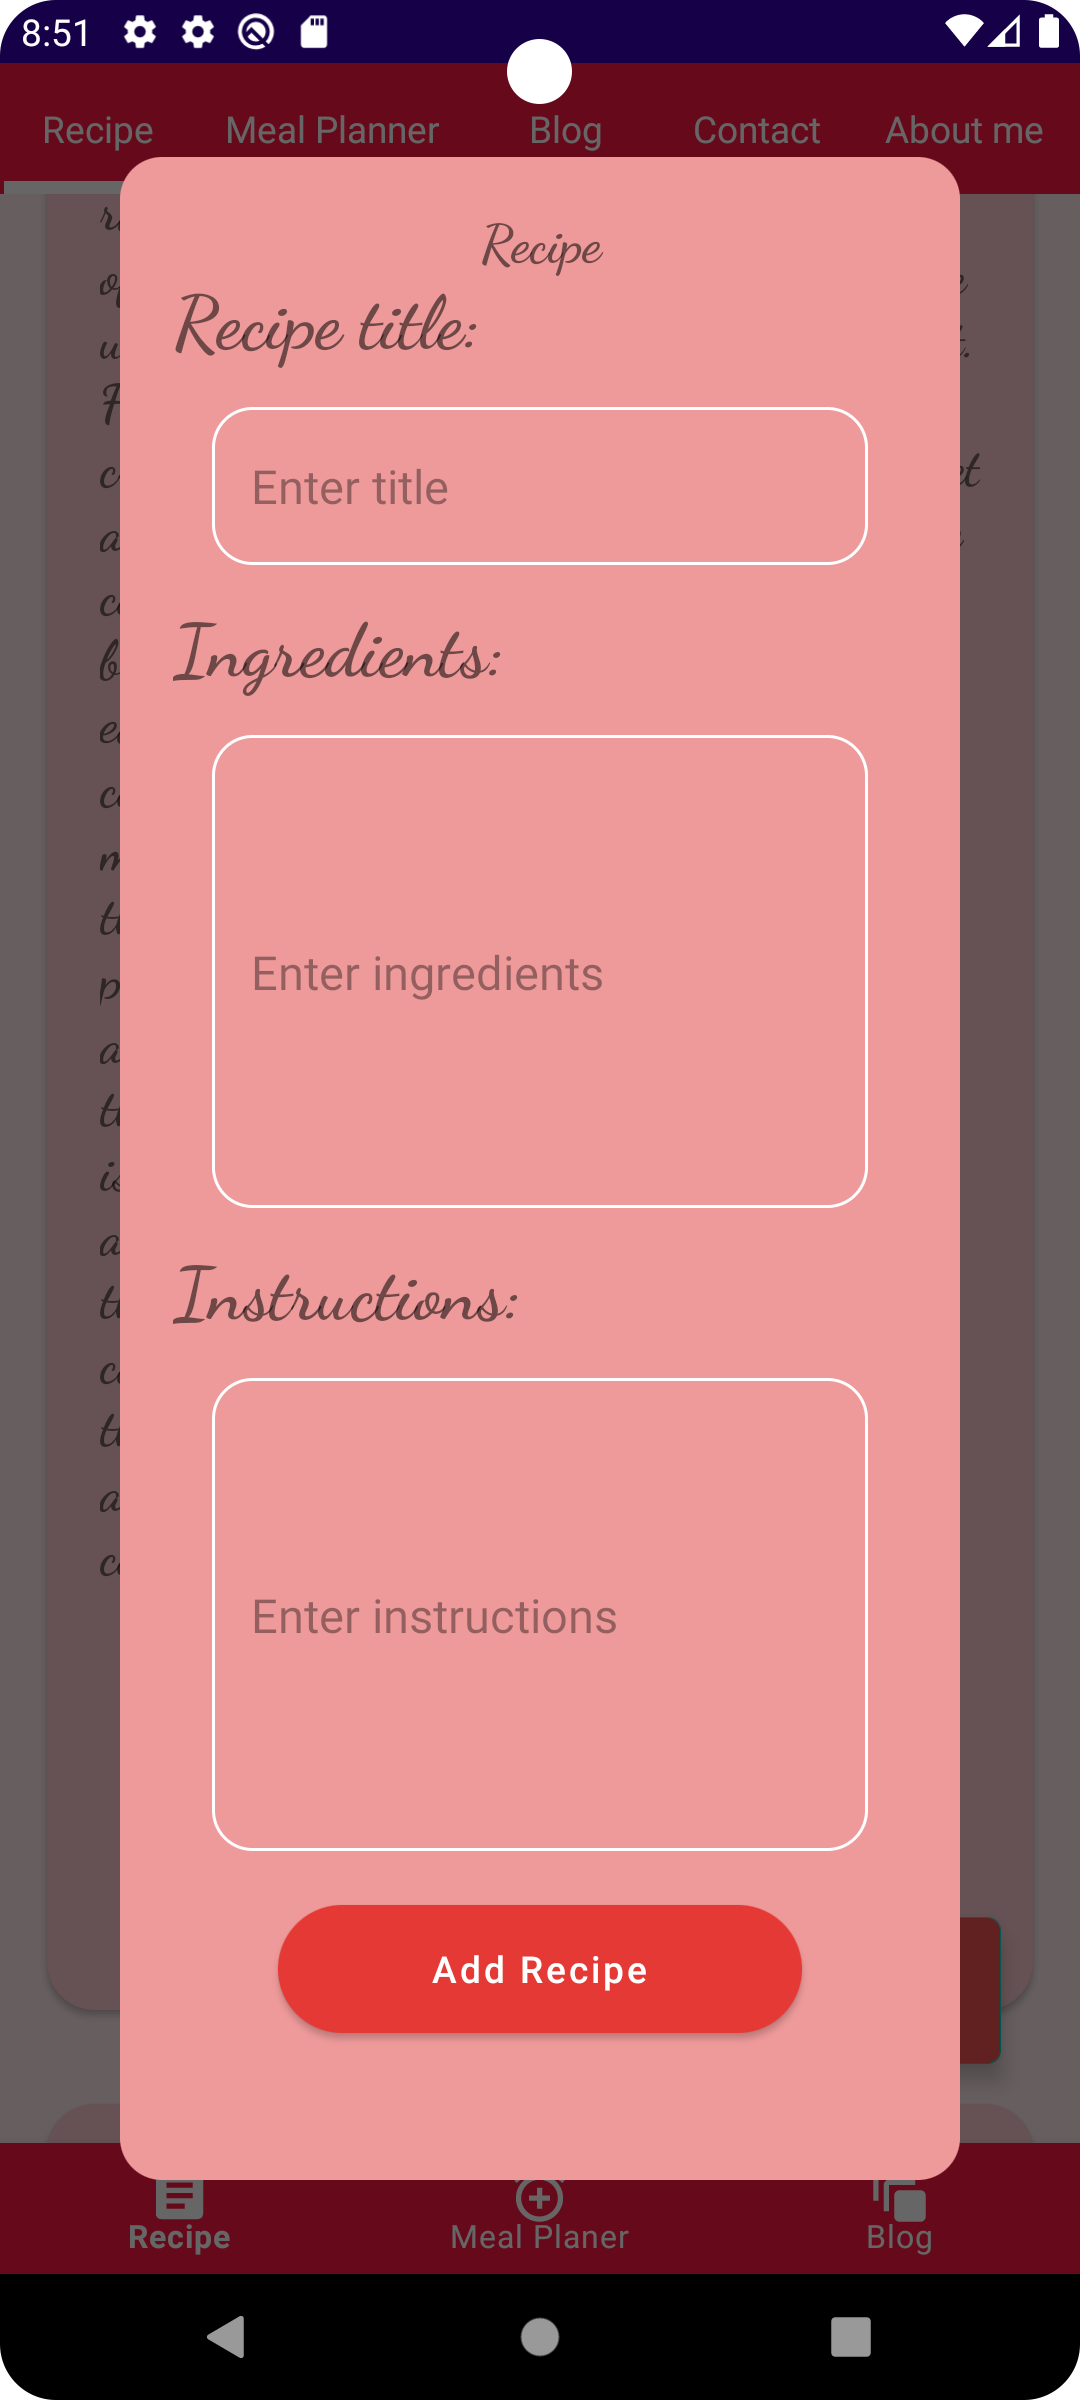 8:51
Recipe Meal Planner Blog Contact About me
Recipe
Recipe title:
Enter title
Ingredients:
Enter ingredients
Instructions:
Enter instructions
Add Recipe
Recipe Meal Planer Blog